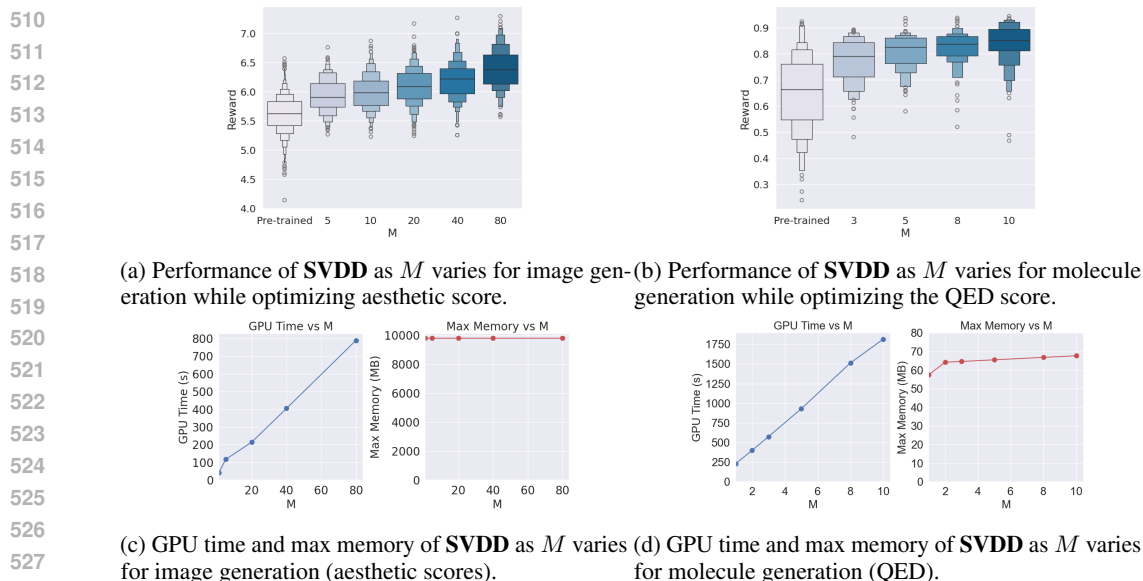 510
511
512
513
514
515
516
517
518
519
520
521
522
523
524
525
526
527
7.0
6.5
6.0
5.5
5.0
4.5
4.0
Reward
Pre-trained 5 10 20 40 80
M
0.9
0.8
0.7
0.6
0.5
0.4
0.3
Reward
Pre-trained 3 5 8 10
M
(a) Performance of SVDD as M varies for image gen-
eration while optimizing aesthetic score.
(b) Performance of SVDD as M varies for molecule
generation while optimizing the QED score.
GPU Time vs M
800
700
600
500
400
300
200
100
0
GPU Time (s)
20 40 60 80
M
Max Memory vs M
10000
8000
6000
4000
2000
0
Max Memory (MB)
20 40 60 80
M
GPU Time vs M
1750
1500
1250
1000
750
500
250
0
GPU Time (s)
2 4 6 8 10
M
Max Memory vs M
80
70
60
50
40
30
20
10
0
Max Memory (MB)
2 4 6 8 10
M
(c) GPU time and max memory of SVDD as M varies
for image generation (aesthetic scores).
(d) GPU time and max memory of SVDD as M varies
for molecule generation (QED).